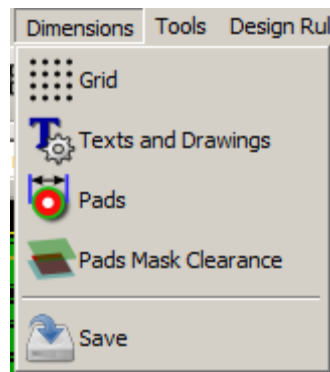 Dimensions Tools Design Rul
Grid
Texts and Drawings
Pads
Pads Mask Clearance
Save